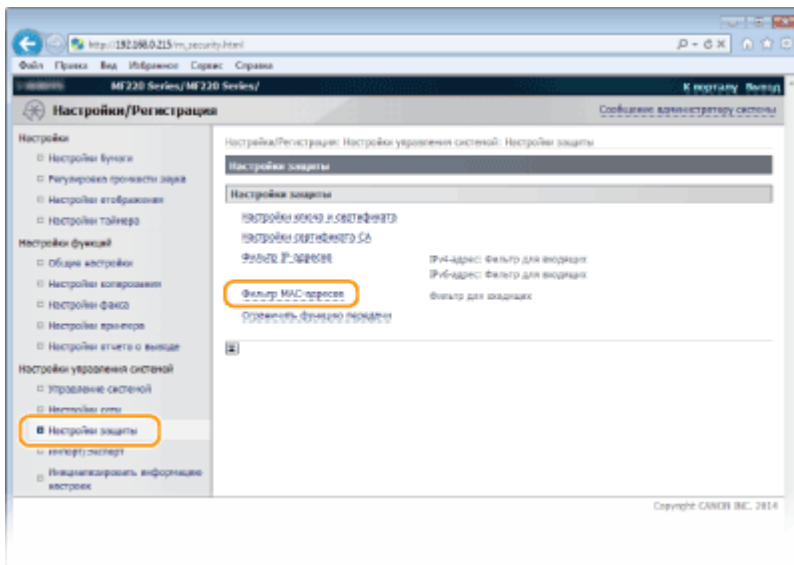 http://192.168.0.215/m_security.html
Файл Правка Вид Избранное Сервис Справка
MF220 Series/MF220 Series/
К порталу Выход
Настройки/Регистрация
Сообщение администратору системы
Настройки
Настройки бумаги
Регулировка громкости звука
Настройки отображения
Настройки таймера
Настройки функций
Общие настройки
Настройки копирования
Настройки факса
Настройки принтера
Настройки отчета о выводе
Настройки управления системой
Управление системой
Настройки сети
Настройки защиты
Импорт/Экспорт
Инициализировать информацию
настроек
Настройка/Регистрация: Настройки управления системой: Настройки защиты
Настройки защиты
Настройки защиты
Настройки ключа и сертификата
Настройки сертификата CA
Фильтр IP-адресов
IPv4-адрес: Фильтр для входящих
IPv6-адрес: Фильтр для входящих
Фильтр MAC-адресов
Фильтр для входящих
Ограничить функцию передачи
Copyright CANON INC. 2014